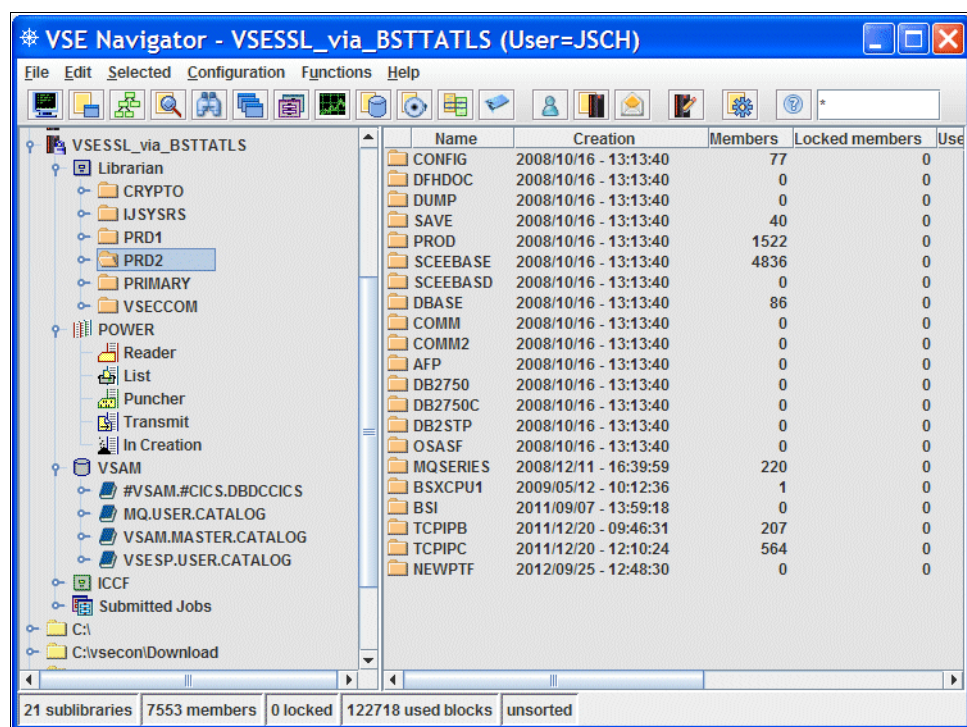 VSE Navigator - VSESSL_via_BSTTATLS (User=JSCH)
File Edit Selected Configuration Functions Help
*
VSESSL_via_BSTTATLS
Librarian
CRYPTO
IJSYSRS
PRD1
PRD2
PRIMARY
VSECCOM
POWER
Reader
List
Puncher
Transmit
In Creation
VSAM
#VSAM.#CICS.DBDCCICS
MQ.USER.CATALOG
VSAM.MASTER.CATALOG
VSESP.USER.CATALOG
ICCF
Submitted Jobs
C:\
C:\vsecon\Download
Name Creation Members Locked members Use
CONFIG 2008/10/16 - 13:13:40 77 0
DFHDOC 2008/10/16 - 13:13:40 0 0
DUMP 2008/10/16 - 13:13:40 0 0
SAVE 2008/10/16 - 13:13:40 40 0
PROD 2008/10/16 - 13:13:40 1522 0
SCEEBASE 2008/10/16 - 13:13:40 4836 0
SCEEBASD 2008/10/16 - 13:13:40 0 0
DBASE 2008/10/16 - 13:13:40 86 0
COMM 2008/10/16 - 13:13:40 0 0
COMM2 2008/10/16 - 13:13:40 0 0
AFP 2008/10/16 - 13:13:40 0 0
DB2750 2008/10/16 - 13:13:40 0 0
DB2750C 2008/10/16 - 13:13:40 0 0
DB2STP 2008/10/16 - 13:13:40 0 0
OSASF 2008/10/16 - 13:13:40 0 0
MQSERIES 2008/12/11 - 16:39:59 220 0
BSXCPU1 2009/05/12 - 10:12:36 1 0
BSI 2011/09/07 - 13:59:18 0 0
TCPIPB 2011/12/20 - 09:46:31 207 0
TCPIPC 2011/12/20 - 12:10:24 564 0
NEWPTF 2012/09/25 - 12:48:30 0 0
21 sublibraries 7553 members 0 locked 122718 used blocks unsorted